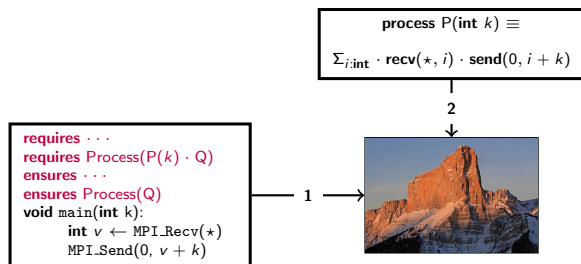 process P(int k) ≡
Σi:int · recv(⋆, i) · send(0, i + k)
2
requires · · ·
requires Process(P(k) · Q)
ensures · · ·
ensures Process(Q)
void main(int k):
int v ← MPI_Recv(⋆)
MPI_Send(0, v + k)
1